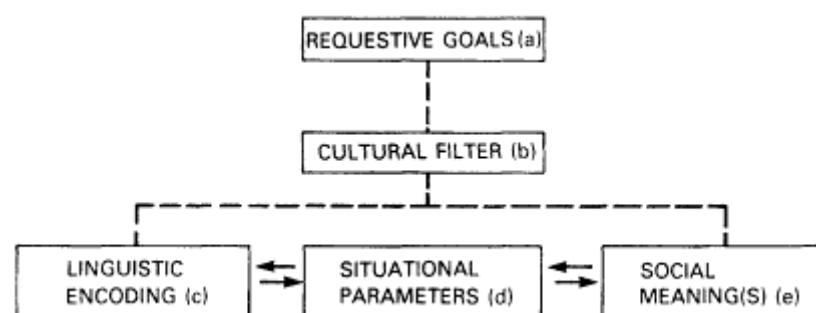 REQUESTIVE GOALS (a)
CULTURAL FILTER (b)
LINGUISTIC
ENCODING (c)
SITUATIONAL
PARAMETERS (d)
SOCIAL
MEANING(S) (e)